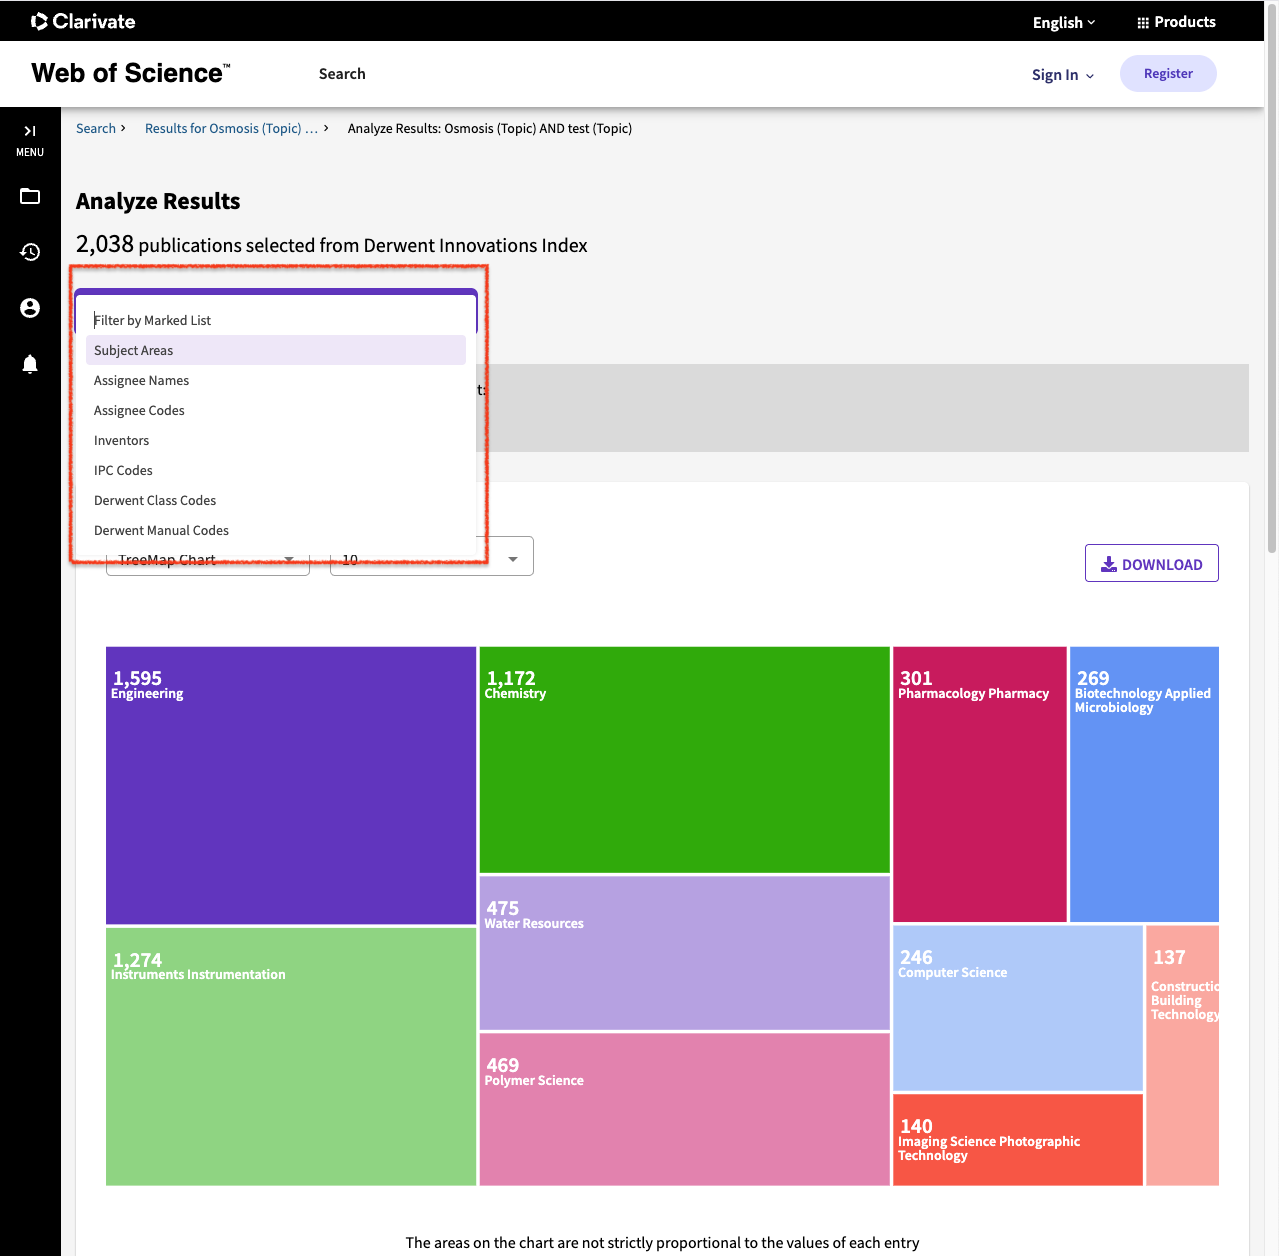 Clarivate
English
Products
Web of Science™
Search
Sign In
Register
MENU
Search
Results for Osmosis (Topic) ...
Analyze Results: Osmosis (Topic) AND test (Topic)
Analyze Results
2,038 publications selected from Derwent Innovations Index
Filter by Marked List
Subject Areas
Assignee Names
t:
Assignee Codes
Inventors
IPC Codes
Derwent Class Codes
Derwent Manual Codes
TreeMap Chart
10
DOWNLOAD
1,595
Engineering
1,172
Chemistry
301
Pharmacology Pharmacy
269
Biotechnology Applied
Microbiology
475
Water Resources
1,274
Instruments Instrumentation
246
Computer Science
137
Constructio
Building
Technology
469
Polymer Science
140
Imaging Science Photographic
Technology
The areas on the chart are not strictly proportional to the values of each entry